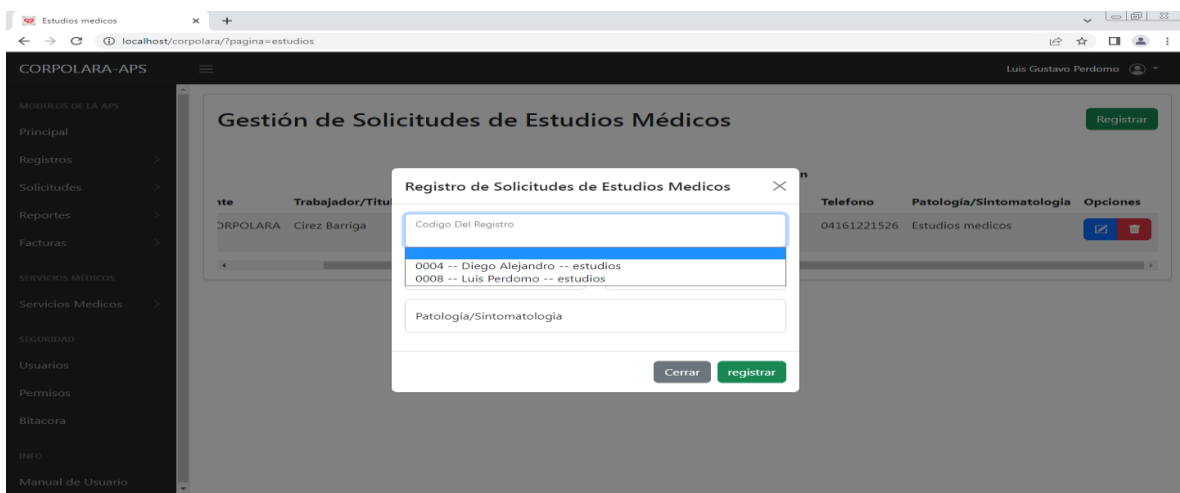 Estudios medicos
localhost/corpolara/?pagina=estudios
CORPOLARA-APS
Luis Gustavo Perdomo
MODULOS DE LA APS
Principal
Registros
Solicitudes
Reportes
Facturas
SERVICIOS MÉDICOS
Servicios Medicos
SEGURIDAD
Usuarios
Permisos
Bitacora
INFO
Manual de Usuario
Gestión de Solicitudes de Estudios Médicos
Registrar
Trabajador/Titul
Telefono Patología/Sintomatologia Opciones
ORPOLARA Cirez Barriga
04161221526 Estudios medicos
Registro de Solicitudes de Estudios Medicos
Codigo Del Registro
0004 -- Diego Alejandro -- estudios
0008 -- Luis Perdomo -- estudios
Patología/Sintomatologia
Cerrar registrar